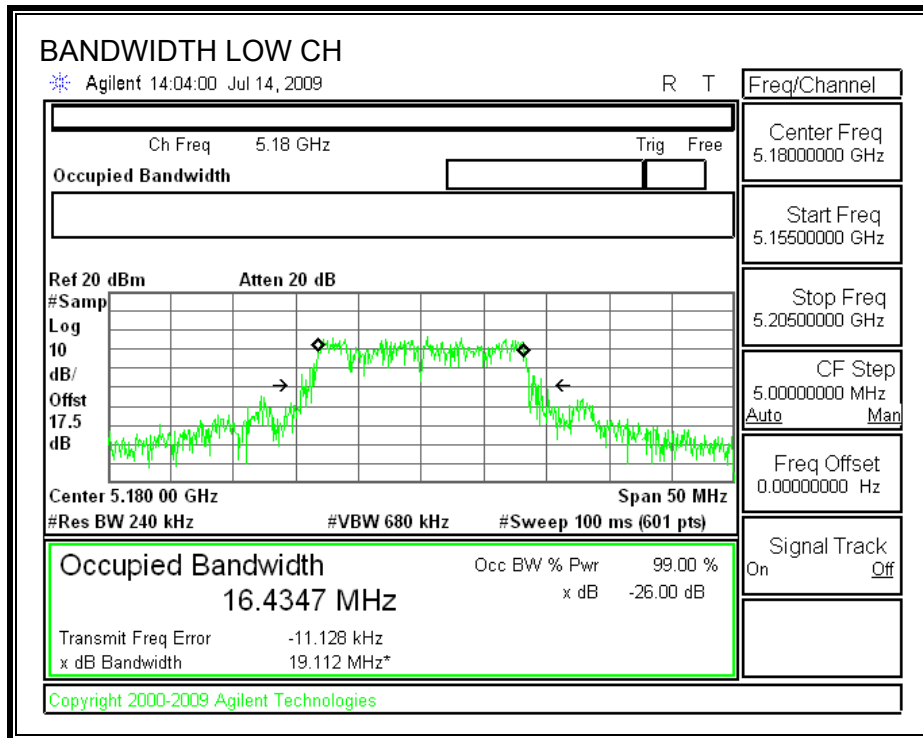 BANDWIDTH LOW CH
Agilent 14:04:00 Jul 14, 2009 R T
Freq/Channel
Ch Freq 5.18 GHz Trig Free
Occupied Bandwidth
Center Freq
5.18000000 GHz
Start Freq
5.15500000 GHz
Stop Freq
5.20500000 GHz
CF Step
5.00000000 MHz
Auto Man
Freq Offset
0.00000000 Hz
Signal Track
On Off
Ref 20 dBm Atten 20 dB
#Samp
Log
10
dB/
Offst
17.5
dB
Center 5.180 00 GHz Span 50 MHz
#Res BW 240 kHz #VBW 680 kHz #Sweep 100 ms (601 pts)
Occupied Bandwidth Occ BW % Pwr 99.00 %
16.4347 MHz x dB -26.00 dB
Transmit Freq Error -11.128 kHz
x dB Bandwidth 19.112 MHz*
Copyright 2000-2009 Agilent Technologies